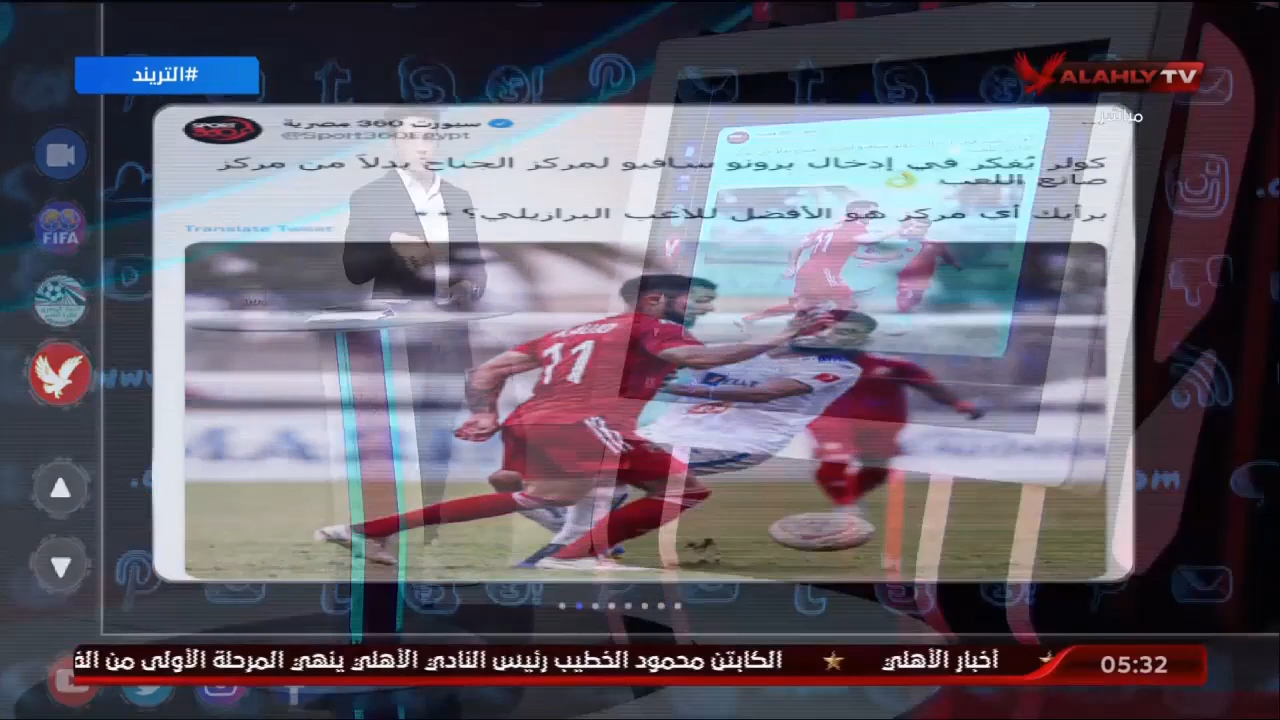 #التريند
ALAHLY TV
مباشر
سبورت 360 مصرية
@Sport360Egypt
كولر يُفكر في إدخال برونو سافيو لمركز الجناح بدلاً من مركز
صانع اللعب 👌
برأيك أي مركز هو الأفضل للاعب البرازيلي؟
Translate Tweet
FIFA
11
أخبار الأهلي ★ الكابتن محمود الخطيب رئيس النادي الأهلي ينهي المرحلة الأولى من
05:32